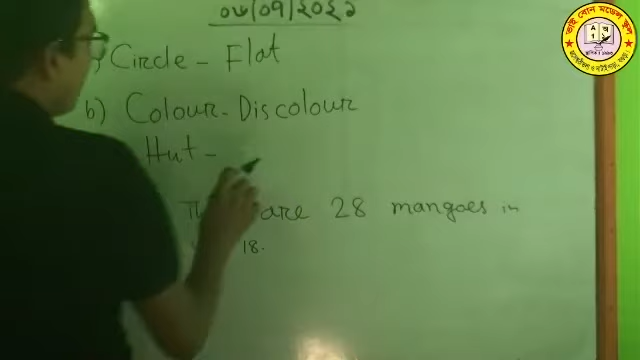 ০৬/০৭/২০২১
) Circle - Flat
b) Colour - Discolour
Hut -
are 28 mangoes in
18.